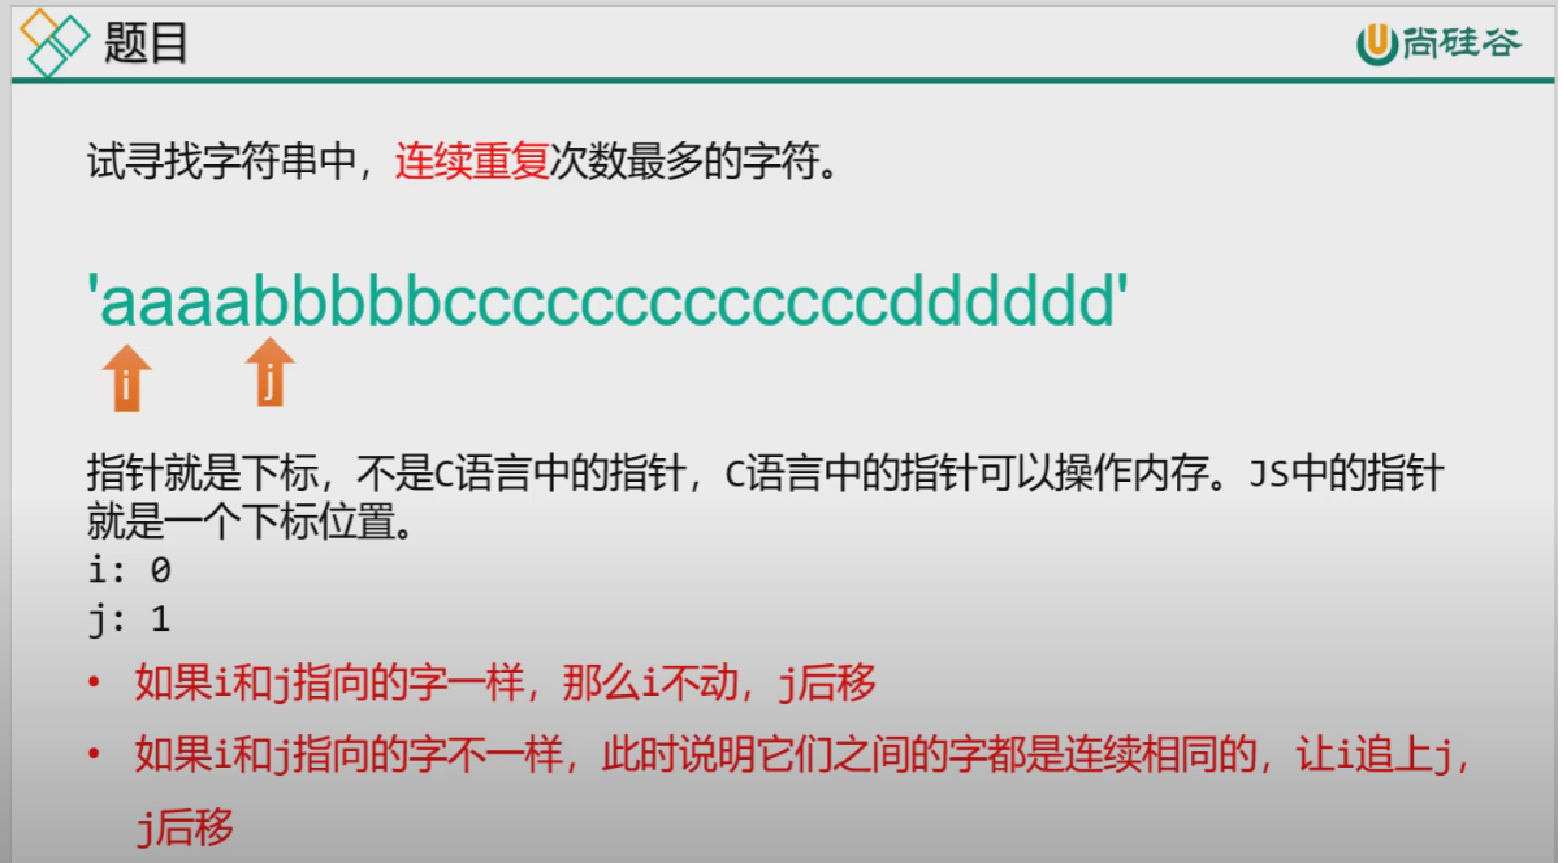 题目
尚硅谷
试寻找字符串中，连续重复次数最多的字符。
'aaaabbbbbcccccccccccccdddddd'
i j
指针就是下标，不是C语言中的指针，C语言中的指针可以操作内存。JS中的指针
就是一个下标位置。
i: 0
j: 1
• 如果i和j指向的字一样，那么i不动，j后移
• 如果i和j指向的字不一样，此时说明它们之间的字都是连续相同的，让i追上j，
j后移